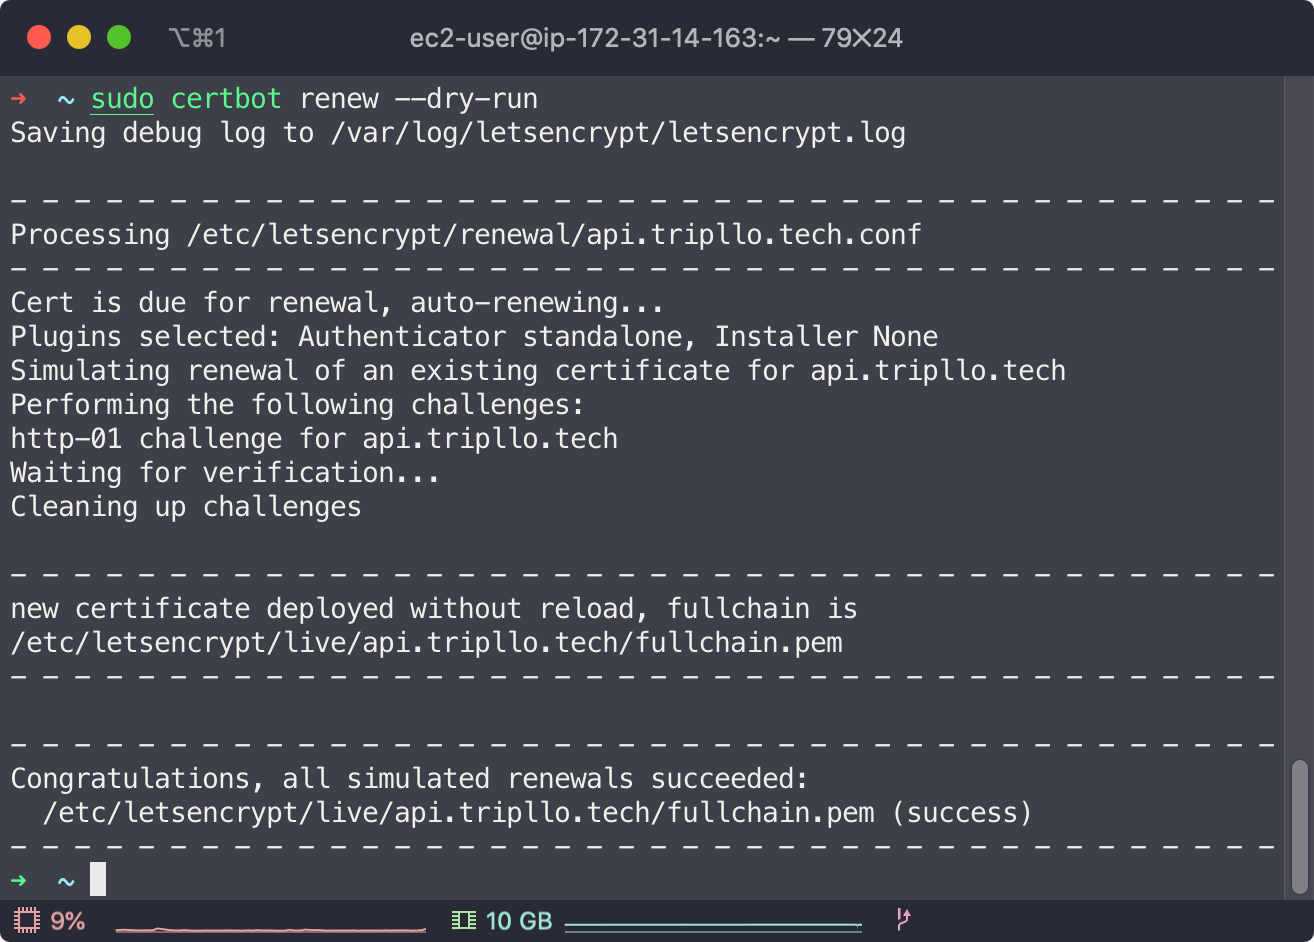 ⌥⌘1
ec2-user@ip-172-31-14-163:~ — 79✕24
➜ ~ sudo certbot renew --dry-run
Saving debug log to /var/log/letsencrypt/letsencrypt.log
- - - - - - - - - - - - - - - - - - - - - - - - - - - - - - - - - - - - - - - -
Processing /etc/letsencrypt/renewal/api.tripllo.tech.conf
- - - - - - - - - - - - - - - - - - - - - - - - - - - - - - - - - - - - - - - -
Cert is due for renewal, auto-renewing...
Plugins selected: Authenticator standalone, Installer None
Simulating renewal of an existing certificate for api.tripllo.tech
Performing the following challenges:
http-01 challenge for api.tripllo.tech
Waiting for verification...
Cleaning up challenges
- - - - - - - - - - - - - - - - - - - - - - - - - - - - - - - - - - - - - - - -
new certificate deployed without reload, fullchain is
/etc/letsencrypt/live/api.tripllo.tech/fullchain.pem
- - - - - - - - - - - - - - - - - - - - - - - - - - - - - - - - - - - - - - - -
- - - - - - - - - - - - - - - - - - - - - - - - - - - - - - - - - - - - - - - -
Congratulations, all simulated renewals succeeded:
  /etc/letsencrypt/live/api.tripllo.tech/fullchain.pem (success)
- - - - - - - - - - - - - - - - - - - - - - - - - - - - - - - - - - - - - - - -
➜ ~
9%
10 GB